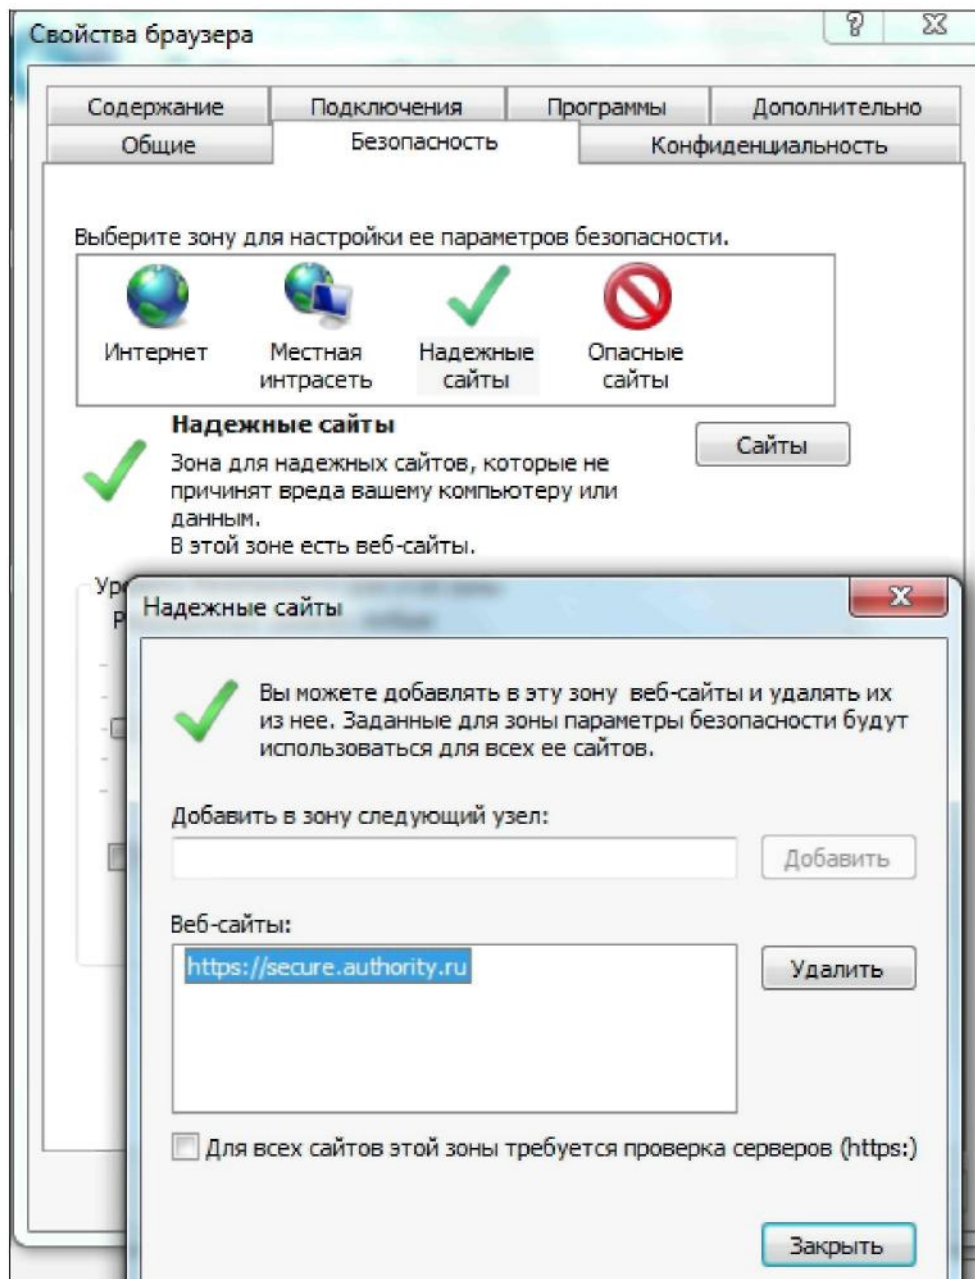 Свойства браузера
Содержание Подключения Программы Дополнительно
Общие Безопасность Конфиденциальность
Выберите зону для настройки ее параметров безопасности.
Интернет Местная интрасеть Надежные сайты Опасные сайты
Надежные сайты
Сайты
Зона для надежных сайтов, которые не
причинят вреда вашему компьютеру или
данным.
В этой зоне есть веб-сайты.
Надежные сайты
Вы можете добавлять в эту зону веб-сайты и удалять их
из нее. Заданные для зоны параметры безопасности будут
использоваться для всех ее сайтов.
Добавить в зону следующий узел:
Добавить
Веб-сайты:
https://secure.authority.ru
Удалить
Для всех сайтов этой зоны требуется проверка серверов (https:)
Закрыть